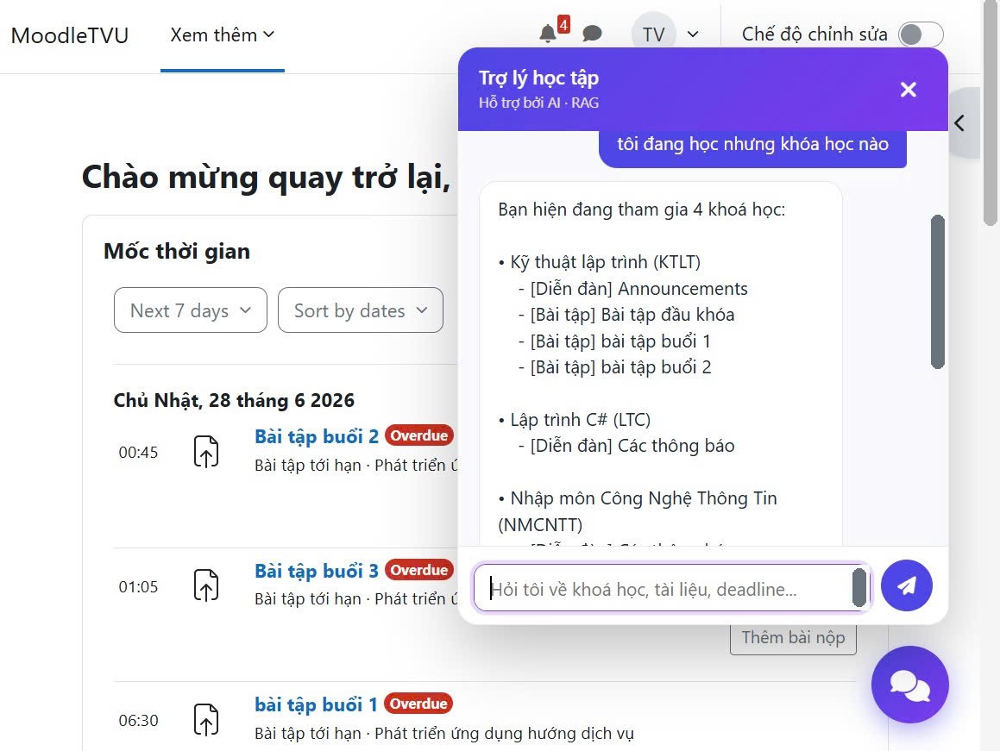 MoodleTVU
Xem thêm
4
TV
Chế độ chỉnh sửa
Chào mừng quay trở lại,
Mốc thời gian
Next 7 days
Sort by dates
Chủ Nhật, 28 tháng 6 2026
00:45
Bài tập buổi 2 Overdue
Bài tập tới hạn · Phát triển ứ
01:05
Bài tập buổi 3 Overdue
Bài tập tới hạn · Phát triển ứ
Thêm bài nộp
06:30
bài tập buổi 1 Overdue
Bài tập tới hạn · Phát triển ứng dụng hướng dịch vụ
Trợ lý học tập
Hỗ trợ bởi AI · RAG
tôi đang học nhưng khóa học nào
Bạn hiện đang tham gia 4 khoá học:
• Kỹ thuật lập trình (KTLT)
- [Diễn đàn] Announcements
- [Bài tập] Bài tập đầu khóa
- [Bài tập] bài tập buổi 1
- [Bài tập] bài tập buổi 2
• Lập trình C# (LTC)
- [Diễn đàn] Các thông báo
• Nhập môn Công Nghệ Thông Tin
(NMCNTT)
Hỏi tôi về khoá học, tài liệu, deadline...